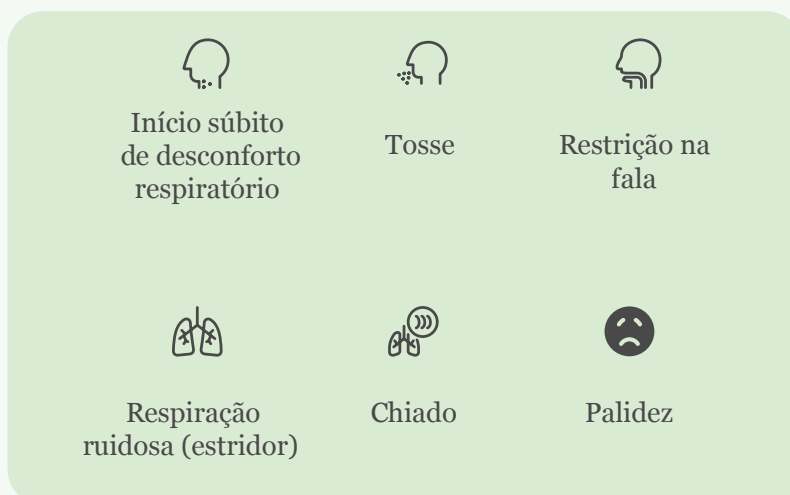 Início súbito
de desconforto
respiratório
Tosse
Restrição na
fala
Respiração
ruidosa (estridor)
Chiado
Palidez